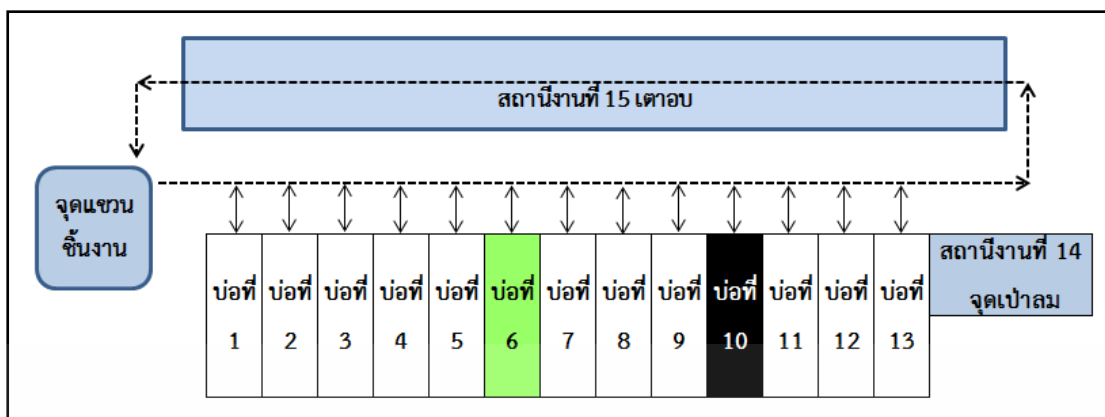 สถานีงานที่ 15 เตาอบ
จุดแขวน
ชิ้นงาน
บ่อที่ บ่อที่ บ่อที่ บ่อที่ บ่อที่ บ่อที่ บ่อที่ บ่อที่ บ่อที่ บ่อที่ บ่อที่ บ่อที่ บ่อที่
1 2 3 4 5 6 7 8 9 10 11 12 13
สถานีงานที่ 14
จุดเป่าลม